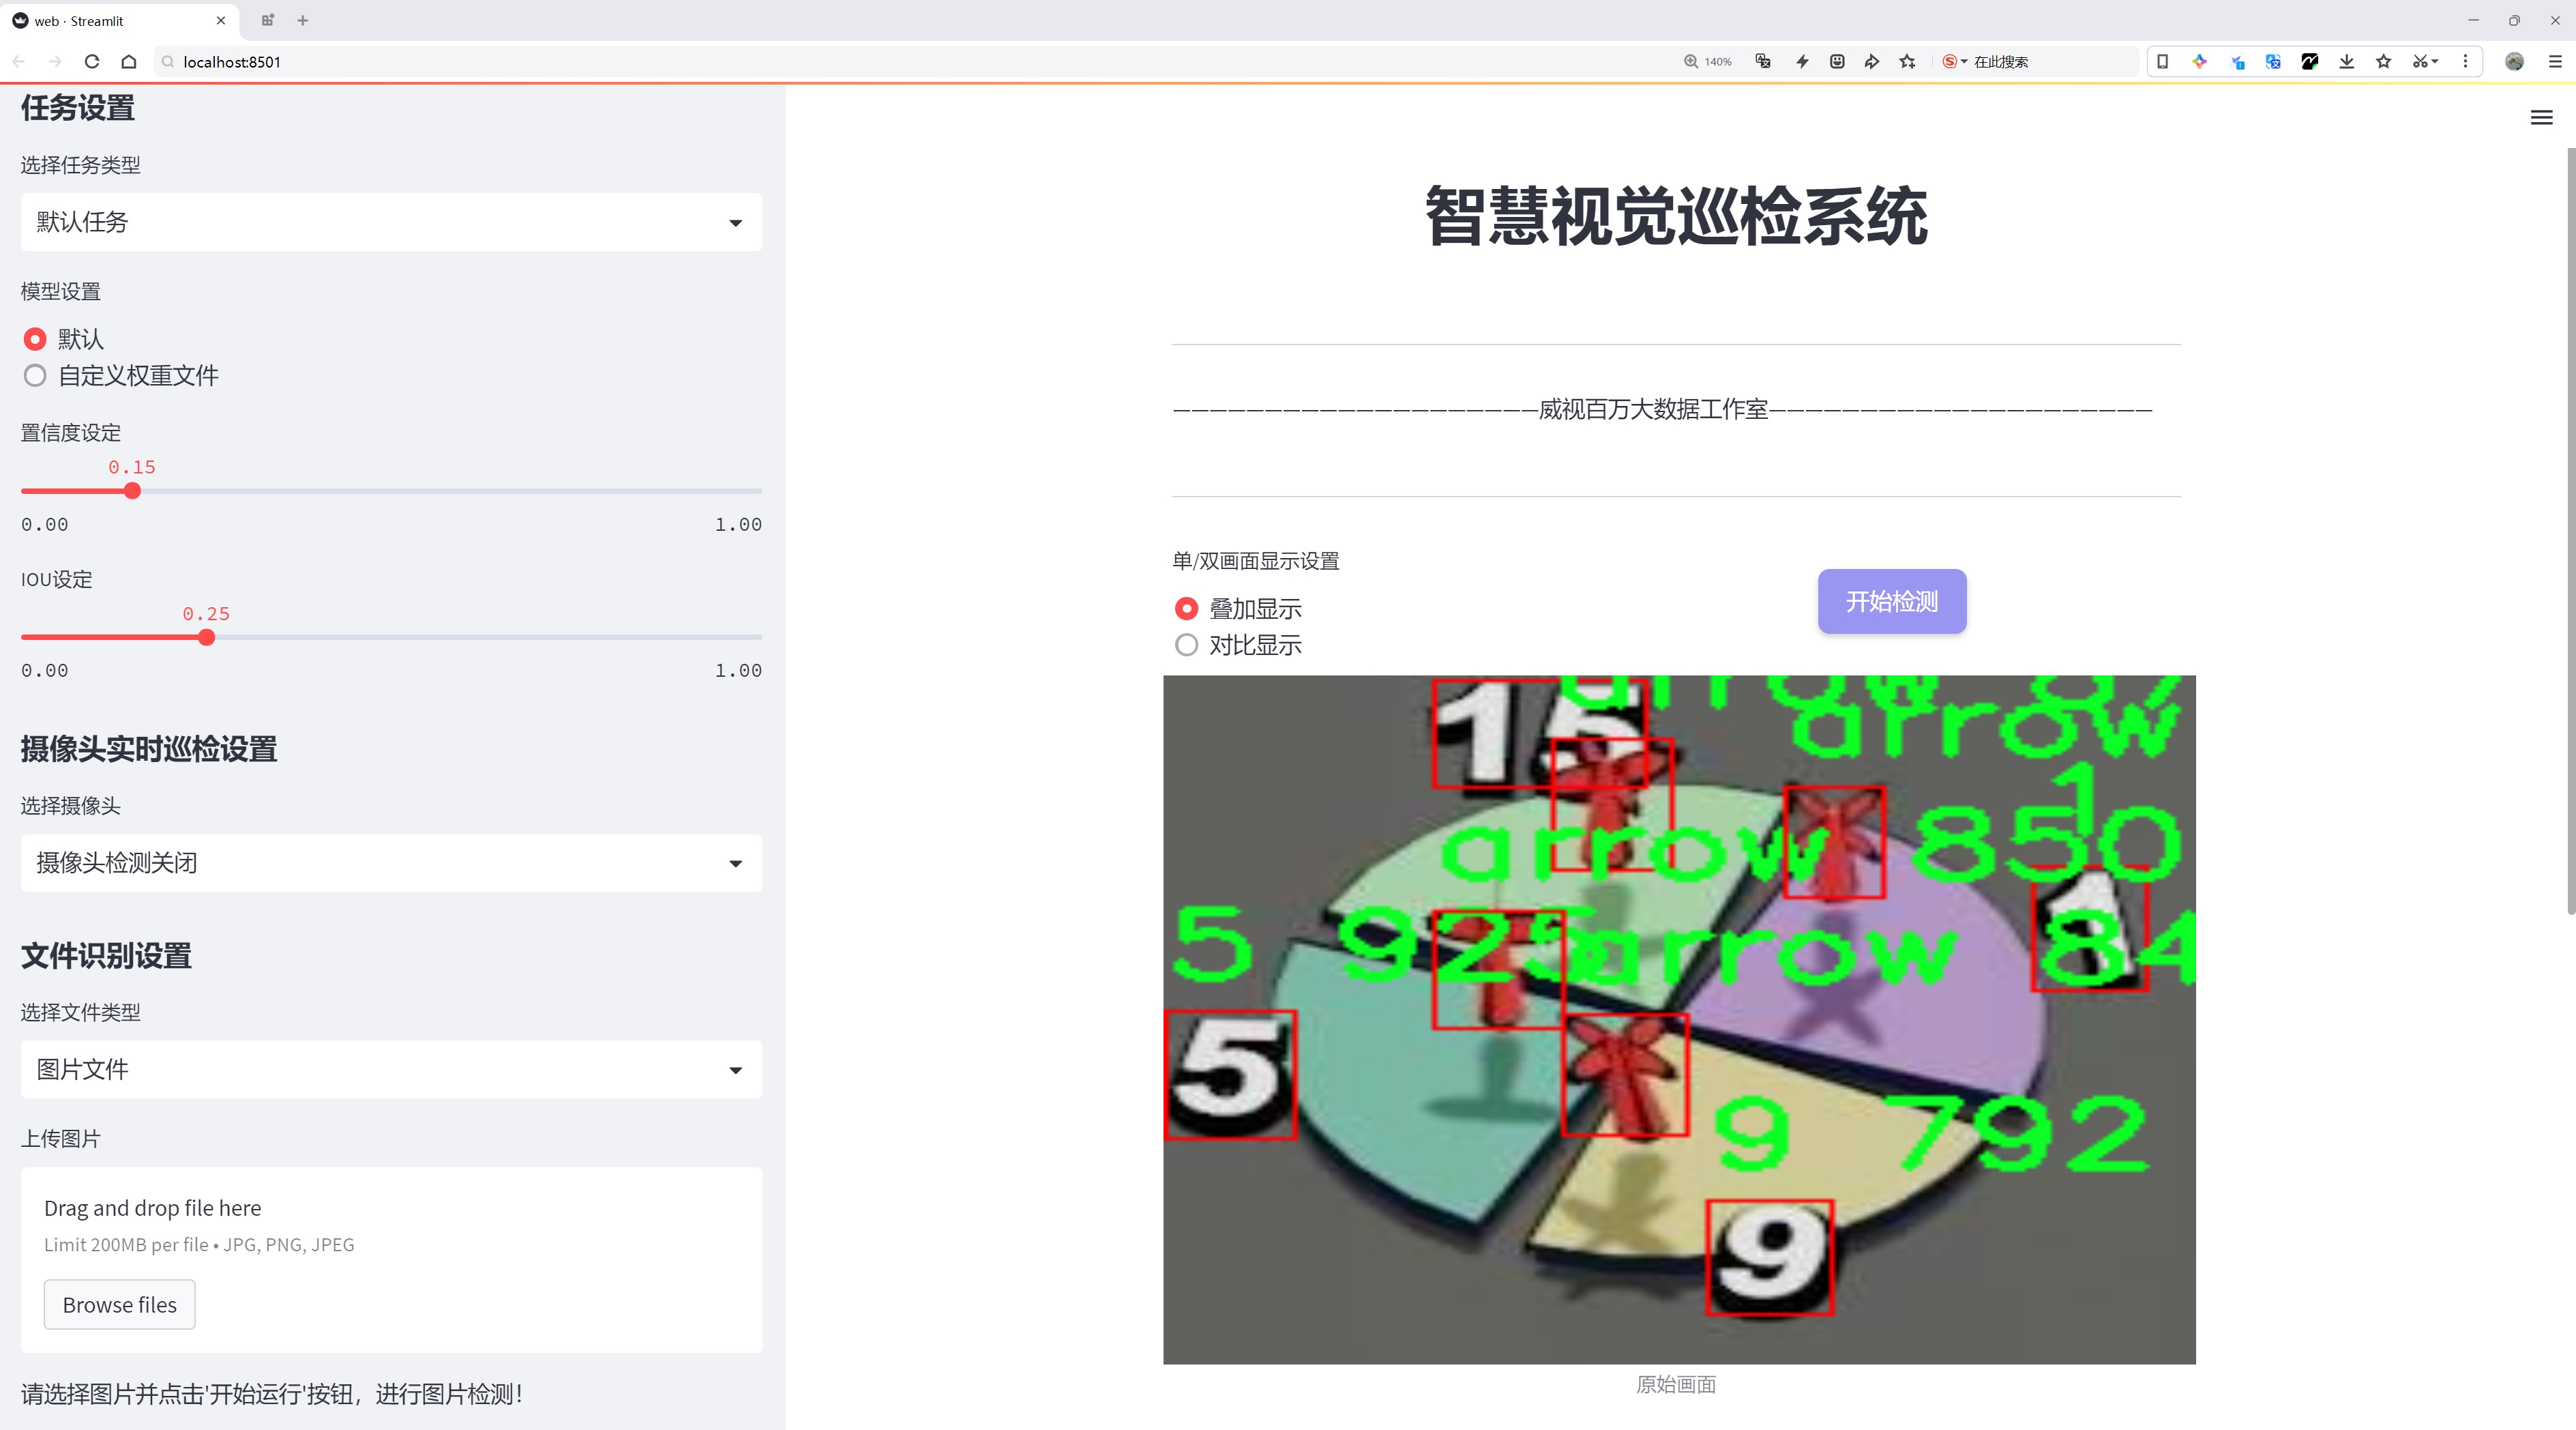 web · Streamlit
localhost:8501
140%
在此搜索
任务设置
选择任务类型
默认任务
模型设置
默认
自定义权重文件
置信度设定
0.15
0.00
1.00
IOU设定
0.25
0.00
1.00
摄像头实时巡检设置
选择摄像头
摄像头检测关闭
文件识别设置
选择文件类型
图片文件
上传图片
Drag and drop file here
Limit 200MB per file • JPG, PNG, JPEG
Browse files
请选择图片并点击'开始运行'按钮，进行图片检测！
智慧视觉巡检系统
—————————————————————威视百万大数据工作室—————————————————————
单/双画面显示设置
叠加显示
对比显示
开始检测
15
arrow 87
arrow
1
arrow 850
5 925
arrow 84
1
5
9 792
9
原始画面